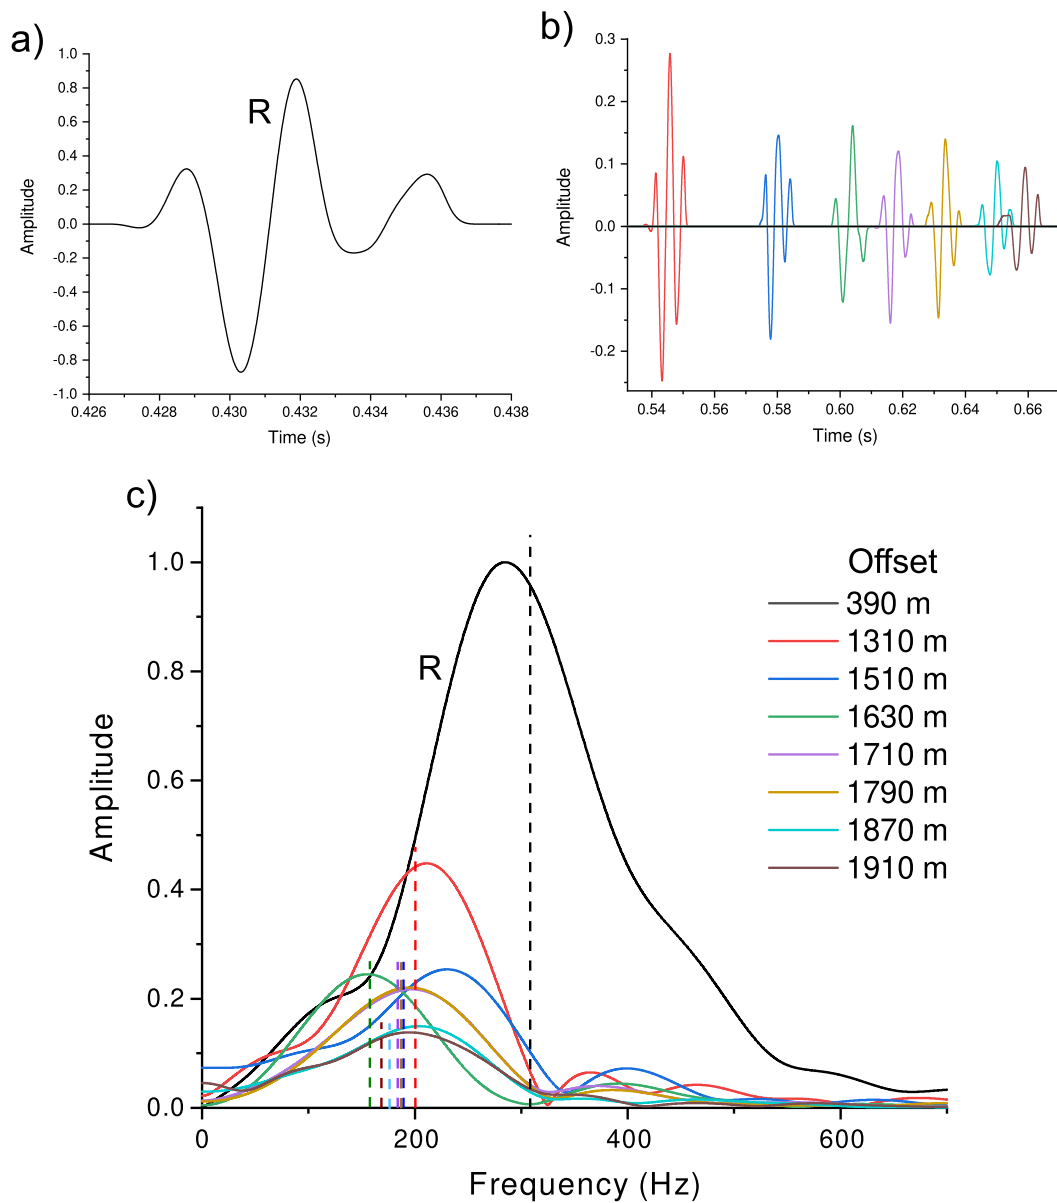 a)
R
1.0
0.8
0.6
0.4
0.2
0.0
-0.2
-0.4
-0.6
-0.8
-1.0
Amplitude
0.426 0.428 0.430 0.432 0.434 0.436 0.438
Time (s)
b)
0.3
0.2
0.1
0.0
-0.1
-0.2
Amplitude
0.54 0.56 0.58 0.60 0.62 0.64 0.66
Time (s)
c)
R
1.0
0.8
0.6
0.4
0.2
0.0
Amplitude
0 200 400 600
Frequency (Hz)
Offset
390 m
1310 m
1510 m
1630 m
1710 m
1790 m
1870 m
1910 m